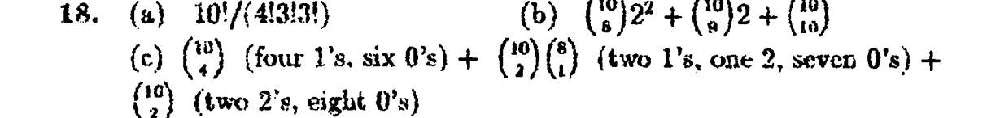 18. (a) 10!/(4!3!3!) (b) $\binom{10}{8}2^2 + \binom{10}{9}2 + \binom{10}{10}$
(c) $\binom{10}{4}$ (four 1's, six 0's) + $\binom{10}{2}\binom{8}{1}$ (two 1's, one 2, seven 0's) +
$\binom{10}{2}$ (two 2's, eight 0's)